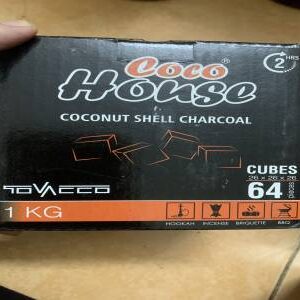 Coco®
2 HRS
House
COCONUT SHELL CHARCOAL
CUBES
26 x 26 x 26
64 PIECES
TOVACCO
1 KG
HOOKAH INCENSE BRIQUETTE BBQ